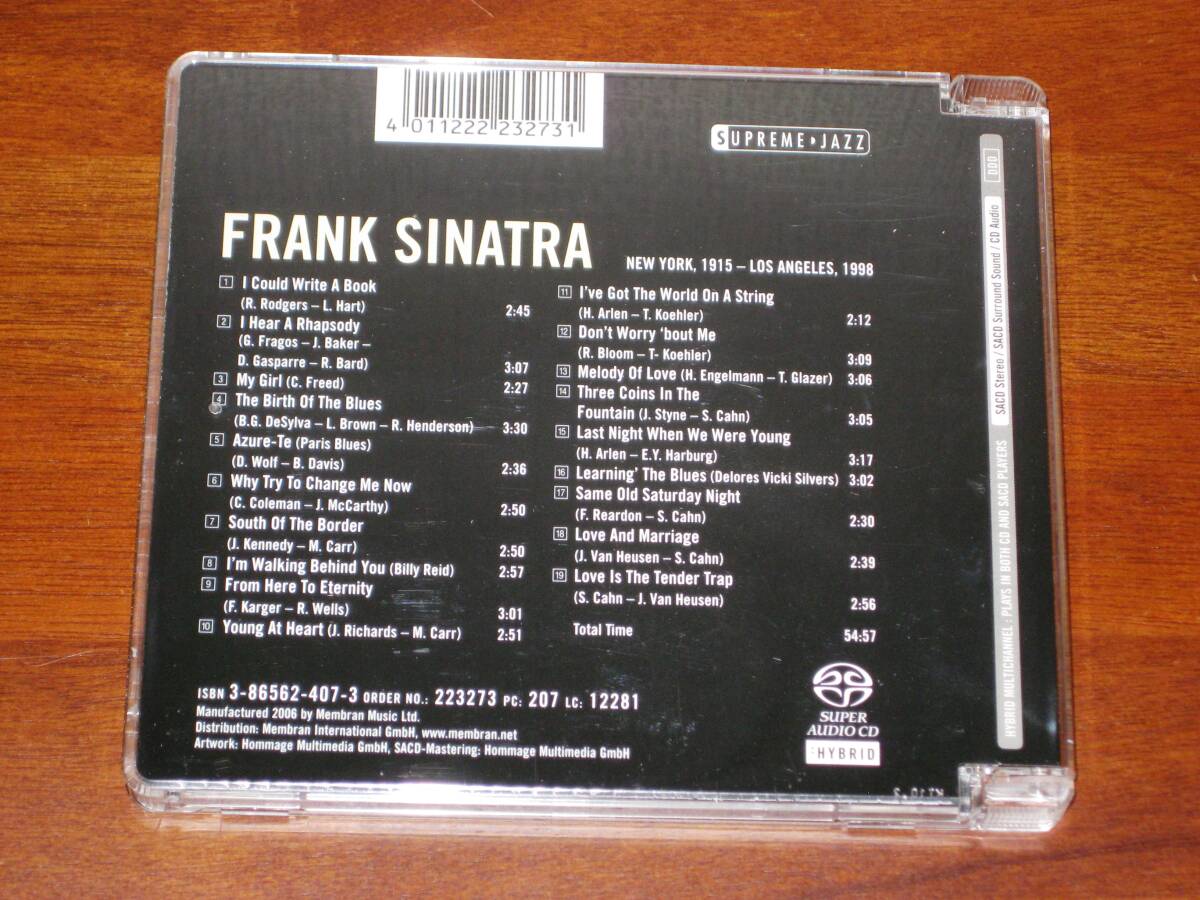 4 011222 232731
SUPREME JAZZ
FRANK SINATRA
NEW YORK, 1915 – LOS ANGELES, 1998
1 I Could Write A Book
(R. Rodgers – L. Hart) 2:45
2 I Hear A Rhapsody
(G. Fragos – J. Baker –
D. Gasparre – R. Bard) 3:07
3 My Girl (C. Freed) 2:27
4 The Birth Of The Blues
(B.G. DeSylva – L. Brown – R. Henderson) 3:30
5 Azure-Te (Paris Blues)
(D. Wolf – B. Davis) 2:36
6 Why Try To Change Me Now
(C. Coleman – J. McCarthy) 2:50
7 South Of The Border
(J. Kennedy – M. Carr) 2:50
8 I'm Walking Behind You (Billy Reid) 2:57
9 From Here To Eternity
(F. Karger – R. Wells) 3:01
10 Young At Heart (J. Richards – M. Carr) 2:51
11 I've Got The World On A String
(H. Arlen – T. Koehler) 2:12
12 Don't Worry 'bout Me
(R. Bloom – T- Koehler) 3:09
13 Melody Of Love (H. Engelmann – T. Glazer) 3:06
14 Three Coins In The
Fountain (J. Styne – S. Cahn) 3:05
15 Last Night When We Were Young
(H. Arlen – E.Y. Harburg) 3:17
16 Learning' The Blues (Delores Vicki Silvers) 3:02
17 Same Old Saturday Night
(F. Reardon – S. Cahn) 2:30
18 Love And Marriage
(J. Van Heusen – S. Cahn) 2:39
19 Love Is The Tender Trap
(S. Cahn – J. Van Heusen) 2:56
Total Time 54:57
ISBN 3-86562-407-3 ORDER NO.: 223273 PC: 207 LC: 12281
Manufactured 2006 by Membran Music Ltd.
Distribution: Membran International GmbH, www.membran.net
Artwork: Hommage Multimedia GmbH, SACD-Mastering: Hommage Multimedia GmbH
SUPER
AUDIO CD
:HYBRID
HYBRID MULTICHANNEL : PLAYS IN BOTH CD AND SACD PLAYERS SACD Stereo / SACD Surround Sound / CD Audio DDD